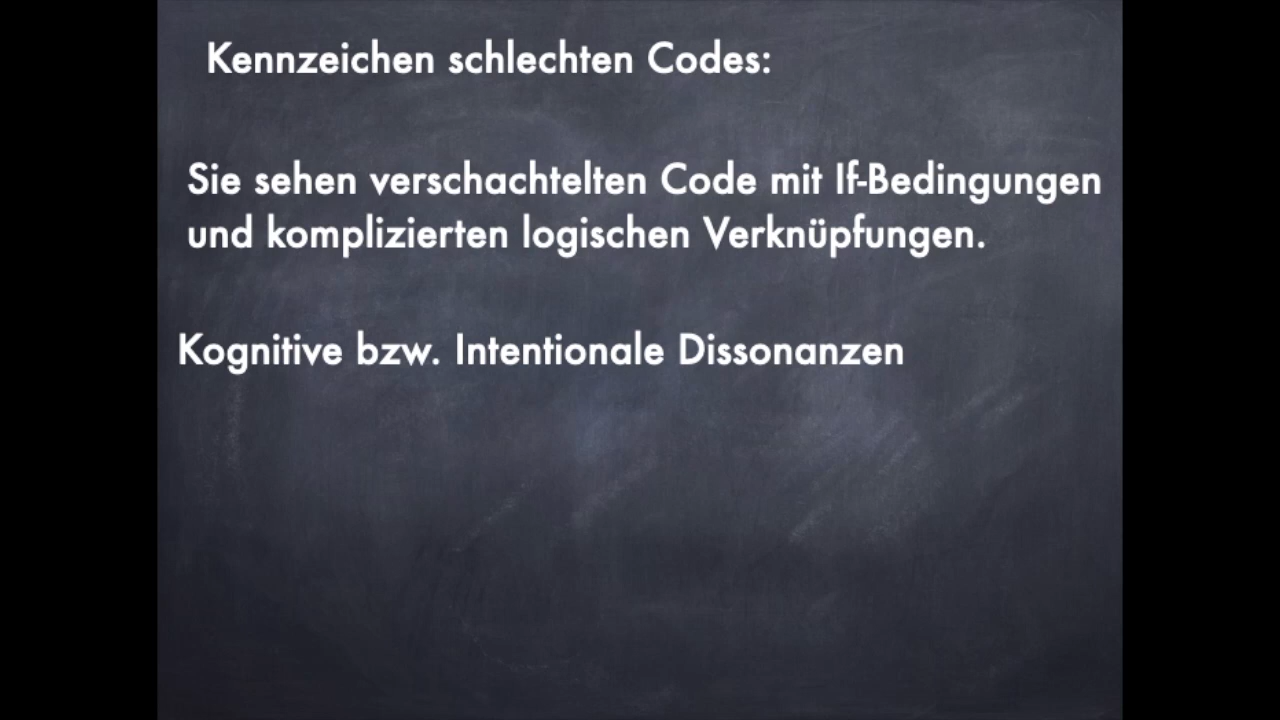 Kennzeichen schlechten Codes:
Sie sehen verschachtelten Code mit If-Bedingungen
und komplizierten logischen Verknüpfungen.
Kognitive bzw. Intentionale Dissonanzen